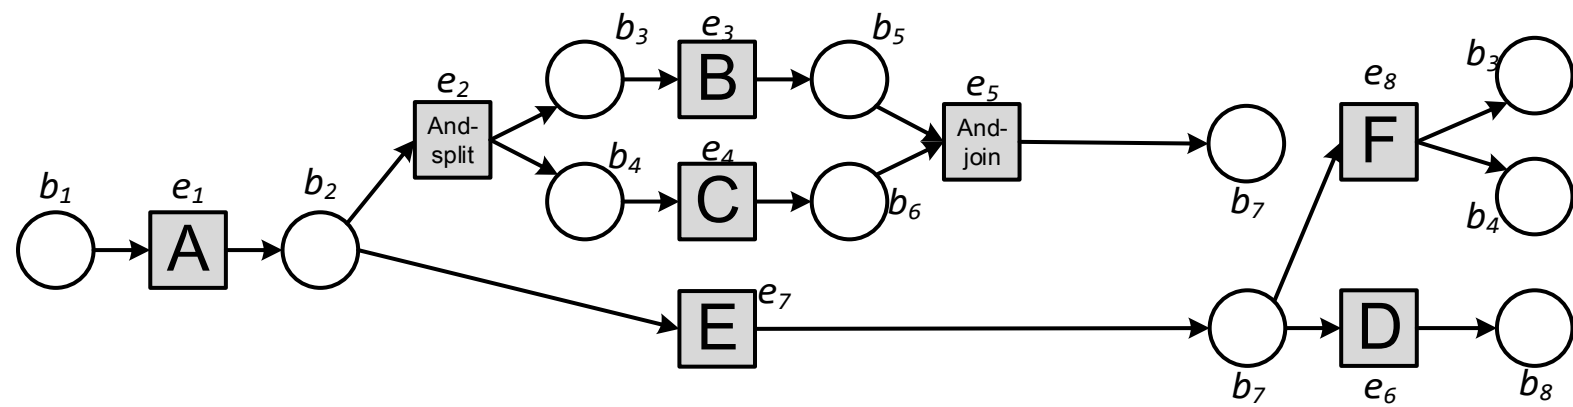 b₁
e₁
A
b₂
e₂
And-
split
b₃
e₃
B
b₅
b₄
e₄
C
b₆
e₅
And-
join
b₇
E
e₇
b₇
e₈
F
b₃
b₄
D
e₆
b₈